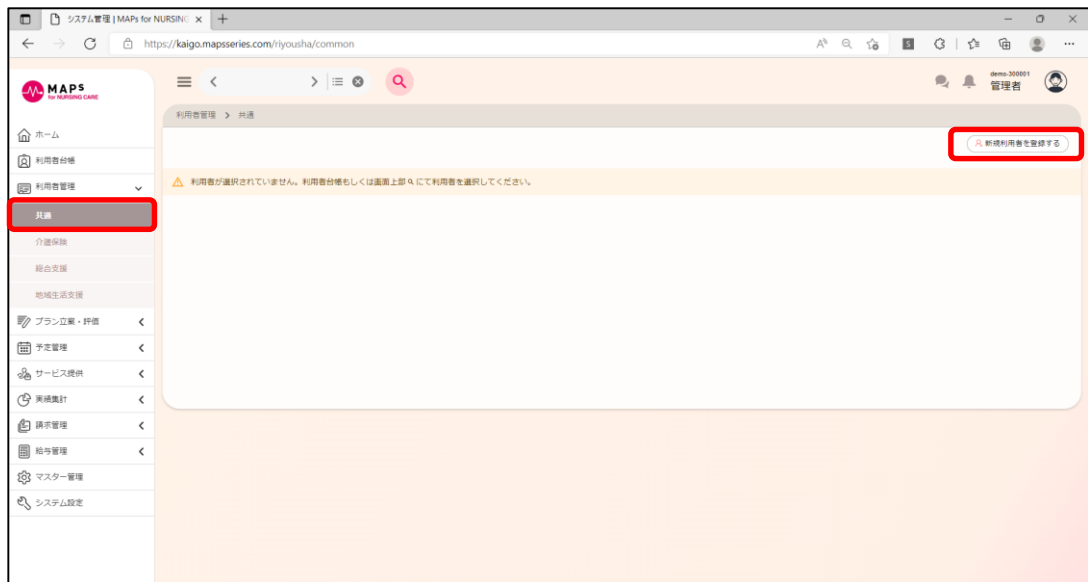 システム管理 | MAPs for NURSING
https://kaigo.mapsseries.com/riyousha/common
MAPS
for NURSING CARE
demo-300001
管理者
利用者管理 > 共通
新規利用者を登録する
利用者が選択されていません。利用者台帳もしくは画面上部 にて利用者を選択してください。
ホーム
利用者台帳
利用者管理
共通
介護保険
総合支援
地域生活支援
プラン立案・評価
予定管理
サービス提供
実績集計
請求管理
給与管理
マスター管理
システム設定